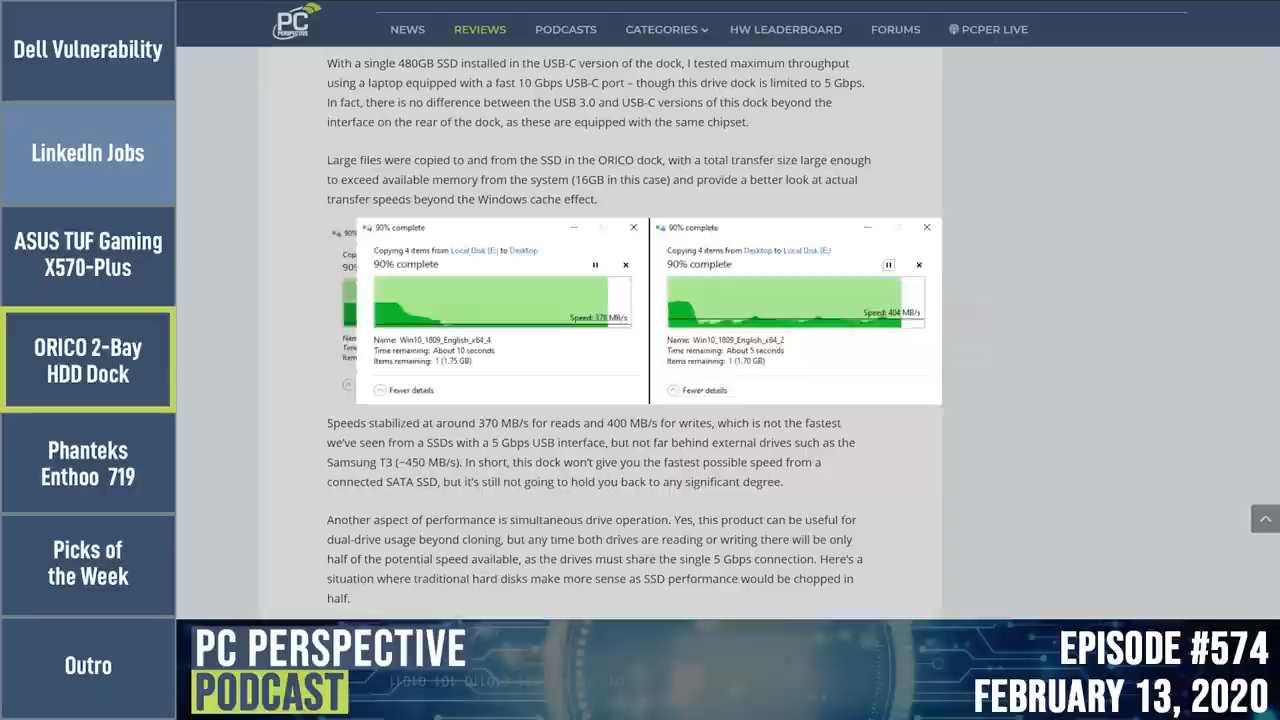 Dell Vulnerability
LinkedIn Jobs
ASUS TUF Gaming
X570-Plus
ORICO 2-Bay
HDD Dock
Phanteks
Enthoo 719
Picks of
the Week
Outro
PC
PERSPECTIVE
NEWS REVIEWS PODCASTS CATEGORIES HW LEADERBOARD FORUMS PCPER LIVE
With a single 480GB SSD installed in the USB-C version of the dock, I tested maximum throughput
using a laptop equipped with a fast 10 Gbps USB-C port – though this drive dock is limited to 5 Gbps.
In fact, there is no difference between the USB 3.0 and USB-C versions of this dock beyond the
interface on the rear of the dock, as these are equipped with the same chipset.
Large files were copied to and from the SSD in the ORICO dock, with a total transfer size large enough
to exceed available memory from the system (16GB in this case) and provide a better look at actual
transfer speeds beyond the Windows cache effect.
90%
Cop
90%
Nam
Time
Item
90% complete
Copying 4 items from Local Disk (E:) to Desktop
90% complete
Speed: 378 MB/s
Name: Win10_1809_English_x64_4
Time remaining: About 10 seconds
Items remaining: 1 (1.75 GB)
Fewer details
90% complete
Copying 4 items from Desktop to Local Disk (E:)
90% complete
Speed: 404 MB/s
Name: Win10_1809_English_x64_2
Time remaining: About 5 seconds
Items remaining: 1 (1.70 GB)
Fewer details
Speeds stabilized at around 370 MB/s for reads and 400 MB/s for writes, which is not the fastest
we've seen from a SSDs with a 5 Gbps USB interface, but not far behind external drives such as the
Samsung T3 (~450 MB/s). In short, this dock won't give you the fastest possible speed from a
connected SATA SSD, but it's still not going to hold you back to any significant degree.
Another aspect of performance is simultaneous drive operation. Yes, this product can be useful for
dual-drive usage beyond cloning, but any time both drives are reading or writing there will be only
half of the potential speed available, as the drives must share the single 5 Gbps connection. Here's a
situation where traditional hard disks make more sense as SSD performance would be chopped in
half.
PC PERSPECTIVE
PODCAST
EPISODE #574
FEBRUARY 13, 2020